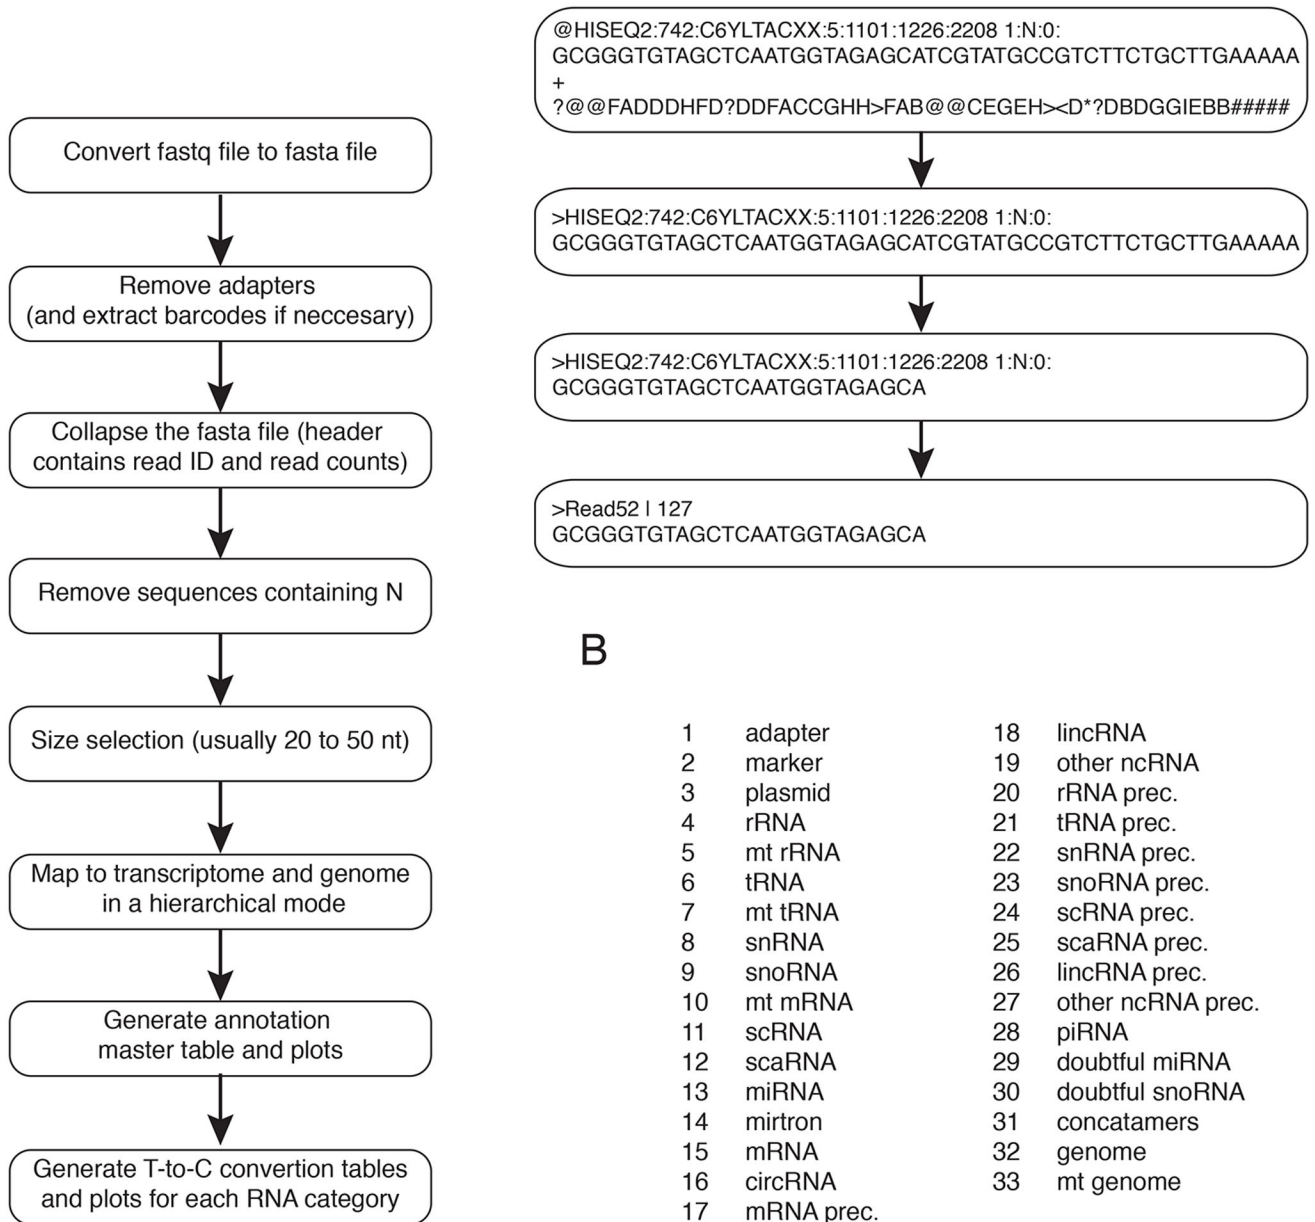 Convert fastq file to fasta file
Remove adapters
(and extract barcodes if neccesary)
Collapse the fasta file (header
contains read ID and read counts)
Remove sequences containing N
Size selection (usually 20 to 50 nt)
Map to transcriptome and genome
in a hierarchical mode
Generate annotation
master table and plots
Generate T-to-C convertion tables
and plots for each RNA category
@HISEQ2:742:C6YLTACXX:5:1101:1226:2208 1:N:0:
GCGGGTGTAGCTCAATGGTAGAGCATCGTATGCCGTCTTCTGCTTGAAAAA
+
?@@FADDDHFD?DDFACCGHH>FAB@@CEGEH><D*?DBDGGIEBB#####
>HISEQ2:742:C6YLTACXX:5:1101:1226:2208 1:N:0:
GCGGGTGTAGCTCAATGGTAGAGCATCGTATGCCGTCTTCTGCTTGAAAAA
>HISEQ2:742:C6YLTACXX:5:1101:1226:2208 1:N:0:
GCGGGTGTAGCTCAATGGTAGAGCA
>Read52 | 127
GCGGGTGTAGCTCAATGGTAGAGCA
B
1 adapter
2 marker
3 plasmid
4 rRNA
5 mt rRNA
6 tRNA
7 mt tRNA
8 snRNA
9 snoRNA
10 mt mRNA
11 scRNA
12 scaRNA
13 miRNA
14 mirtron
15 mRNA
16 circRNA
17 mRNA prec.
18 lincRNA
19 other ncRNA
20 rRNA prec.
21 tRNA prec.
22 snRNA prec.
23 snoRNA prec.
24 scRNA prec.
25 scaRNA prec.
26 lincRNA prec.
27 other ncRNA prec.
28 piRNA
29 doubtful miRNA
30 doubtful snoRNA
31 concatamers
32 genome
33 mt genome